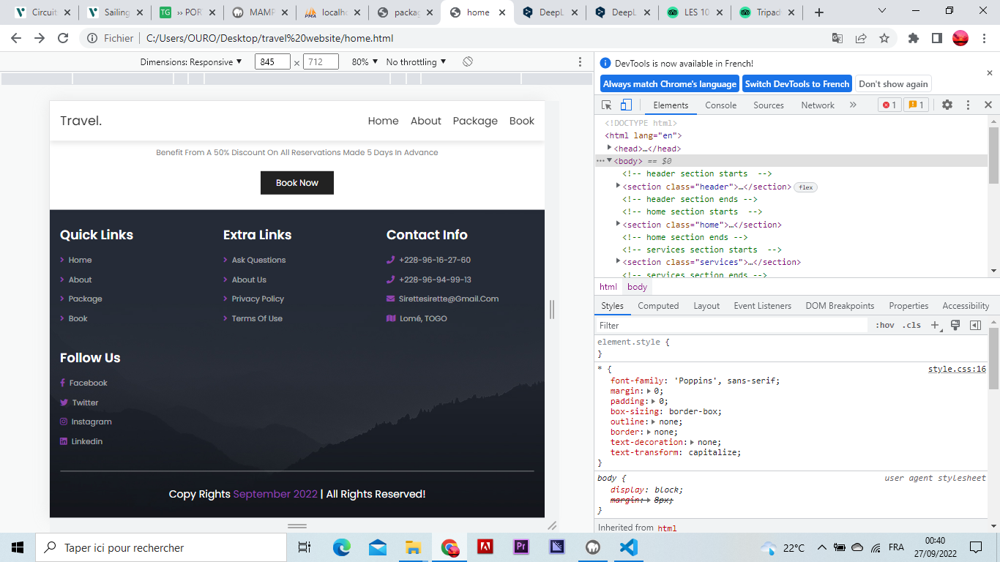 Circuit
Sailing
TG ›› POR
MAMP
localho
packag
home
DeepL
DeepL
LES 10
Tripadv
Fichier | C:/Users/OURO/Desktop/travel%20website/home.html
Dimensions: Responsive ▼ 845 × 712 80% ▼ No throttling ▼
DevTools is now available in French!
Always match Chrome's language Switch DevTools to French Don't show again
Elements Console Sources Network » 1 1
Travel. Home About Package Book
Benefit From A 50% Discount On All Reservations Made 5 Days In Advance
Book Now
Quick Links
Home
About
Package
Book
Extra Links
Ask Questions
About Us
Privacy Policy
Terms Of Use
Contact Info
+228-96-16-27-60
+228-96-94-99-13
Sirettesirette@Gmail.Com
Lomé, TOGO
Follow Us
Facebook
Twitter
Instagram
Linkedin
Copy Rights September 2022 | All Rights Reserved!
<!DOCTYPE html>
<html lang="en">
<head>…</head>
<body> == $0
<!-- header section starts  -->
<section class="header">…</section> flex
<!-- header section ends -->
<!-- home section starts  -->
<section class="home">…</section>
<!-- home section ends -->
<!-- services section starts  -->
<section class="services">…</section>
<!-- services section ends -->
html body
Styles Computed Layout Event Listeners DOM Breakpoints Properties Accessibility
Filter :hov .cls
element.style {
}
* { style.css:16
font-family: 'Poppins', sans-serif;
margin: 0;
padding: 0;
box-sizing: border-box;
outline: none;
border: none;
text-decoration: none;
text-transform: capitalize;
}
body { user agent stylesheet
display: block;
margin: 8px;
}
Inherited from html
Taper ici pour rechercher
Pr
22°C
FRA
00:40
27/09/2022